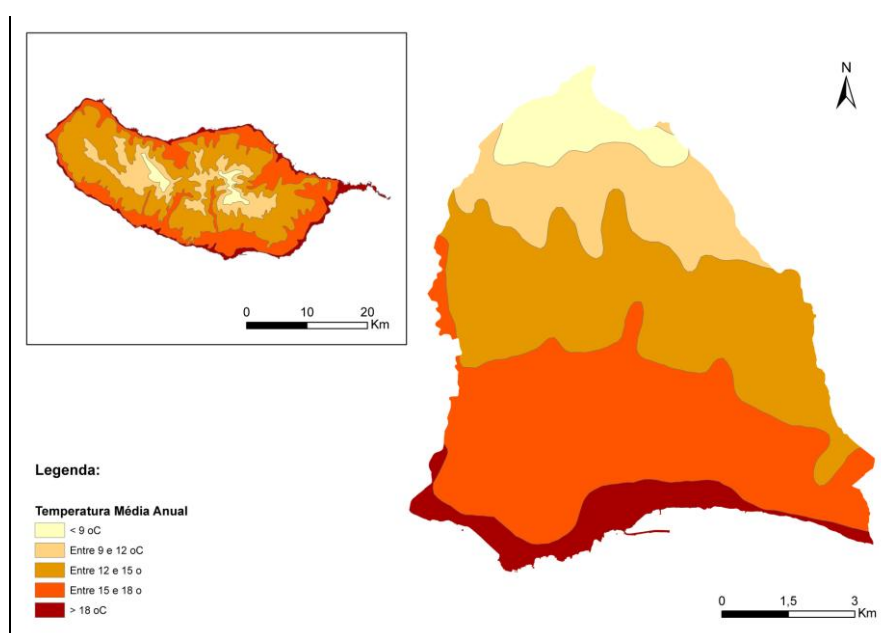 N
0 10 20
Km
Legenda:
Temperatura Média Anual
< 9 oC
Entre 9 e 12 oC
Entre 12 e 15 o
Entre 15 e 18 o
> 18 oC
0 1,5 3
Km